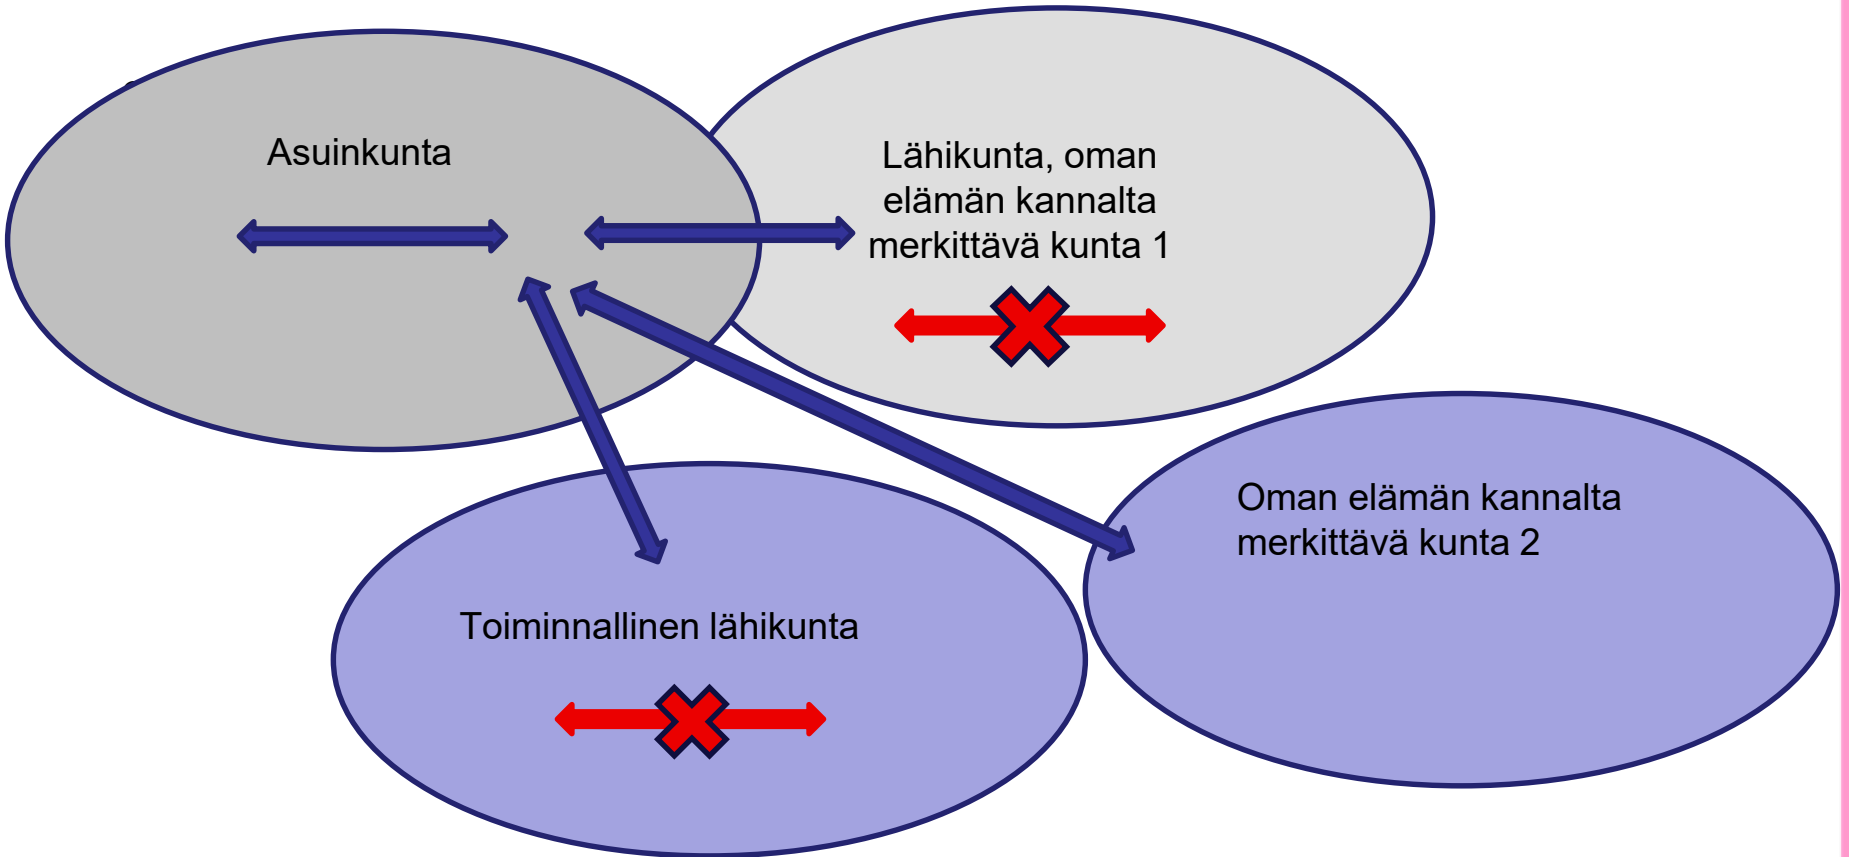 Asuinkunta
Lähikunta, oman
elämän kannalta
merkittävä kunta 1
Oman elämän kannalta
merkittävä kunta 2
Toiminnallinen lähikunta